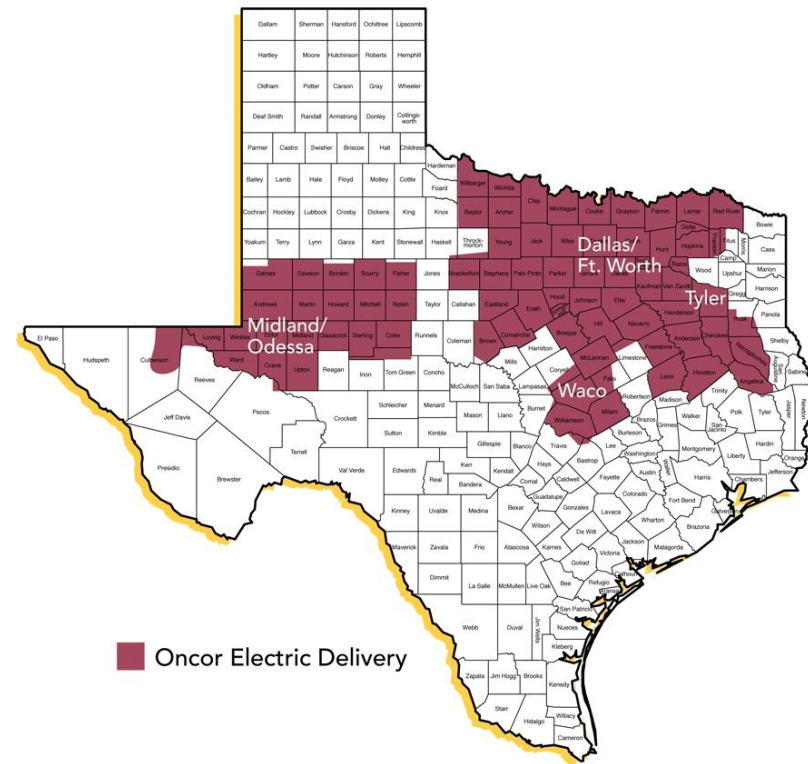 Dallam Sherman Hansford Ochiltree Lipscomb
Hartley Moore Hutchinson Roberts Hemphill
Oldham Potter Carson Gray Wheeler
Deaf Smith Randall Armstrong Donley Collings-
worth
Parmer Castro Swisher Briscoe Hall Childress
Hardeman
Bailey Lamb Hale Floyd Motley Cottle Foard Wilbarger Wichita
Clay Montague Cooke Grayson Fannin Lamar Red River
Cochran Hockley Lubbock Crosby Dickens King Knox Baylor Archer
Delta Bowie
Yoakum Terry Lynn Garza Kent Stonewall Haskell Throck-
morton Young Jack Wise
Dallas/
Ft. Worth
Hunt Hopkins Franklin Titus Morris Cass
Camp
Gaines Dawson Borden Scurry Fisher Jones Shackelford Stephens Palo Pinto Parker
Rains Wood Upshur Marion
Kaufman Van Zandt Gregg Harrison
Andrews Martin Howard Mitchell Nolan Taylor Callahan Eastland Erath Hood Johnson Ellis
Tyler
Henderson Rusk Panola
El Paso Hudspeth Culberson Loving Winkler Midland Glasscock Sterling Coke Runnels Coleman Brown Comanche Bosque Hill Navarro
Midland/
Odessa
Anderson Cherokee Shelby
Freestone Nacogdoches
Ward Crane Upton Reagan Irion Tom Green Concho Mills Hamilton McLennan Limestone
San
Augustine Sabine
Reeves McCulloch San Saba Lampasas Coryell Falls Leon Houston Angelina
Waco
Jeff Davis Pecos Crockett Schleicher Menard Mason Llano Burnet Williamson Milam Robertson Madison Trinity
Brazos Grimes Walker San
Jacinto Polk Tyler Jasper Newton
Presidio Brewster Terrell Sutton Kimble Gillespie Blanco Travis Lee Burleson
Washington Montgomery Liberty Hardin Orange
Val Verde Edwards Kerr Kendall Hays Bastrop
Real Bandera Comal Caldwell Fayette Austin Waller Harris Chambers Jefferson
Guadalupe Colorado Fort Bend Galveston
Kinney Uvalde Medina Bexar Gonzales Lavaca Wharton Brazoria
Wilson De Witt Jackson Matagorda
Maverick Zavala Frio Atascosa Karnes Victoria
Goliad Calhoun
Dimmit La Salle McMullen Live Oak Bee Refugio
Aransas
San Patricio
Webb Duval Jim Wells Nueces
Kleberg
Oncor Electric Delivery
Zapata Jim Hogg Brooks Kenedy
Starr Hidalgo Willacy
Cameron